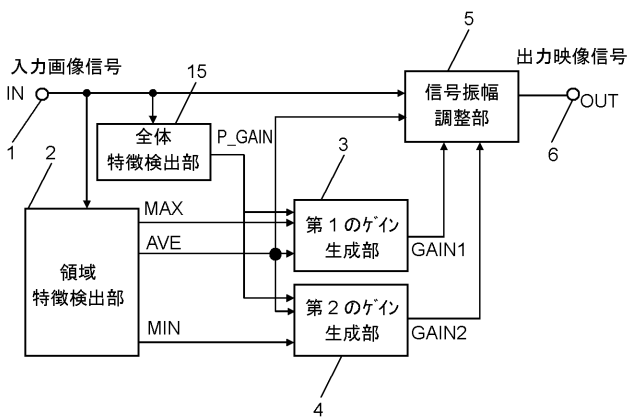 5
入力画像信号
出力映像信号
IN
15
信号振幅
調整部
OUT
1
2
全体
特徴検出部
P_GAIN
3
6
MAX
第1のｹﾞｲﾝ
生成部
AVE
GAIN1
領域
特徴検出部
第2のｹﾞｲﾝ
生成部
MIN
GAIN2
4